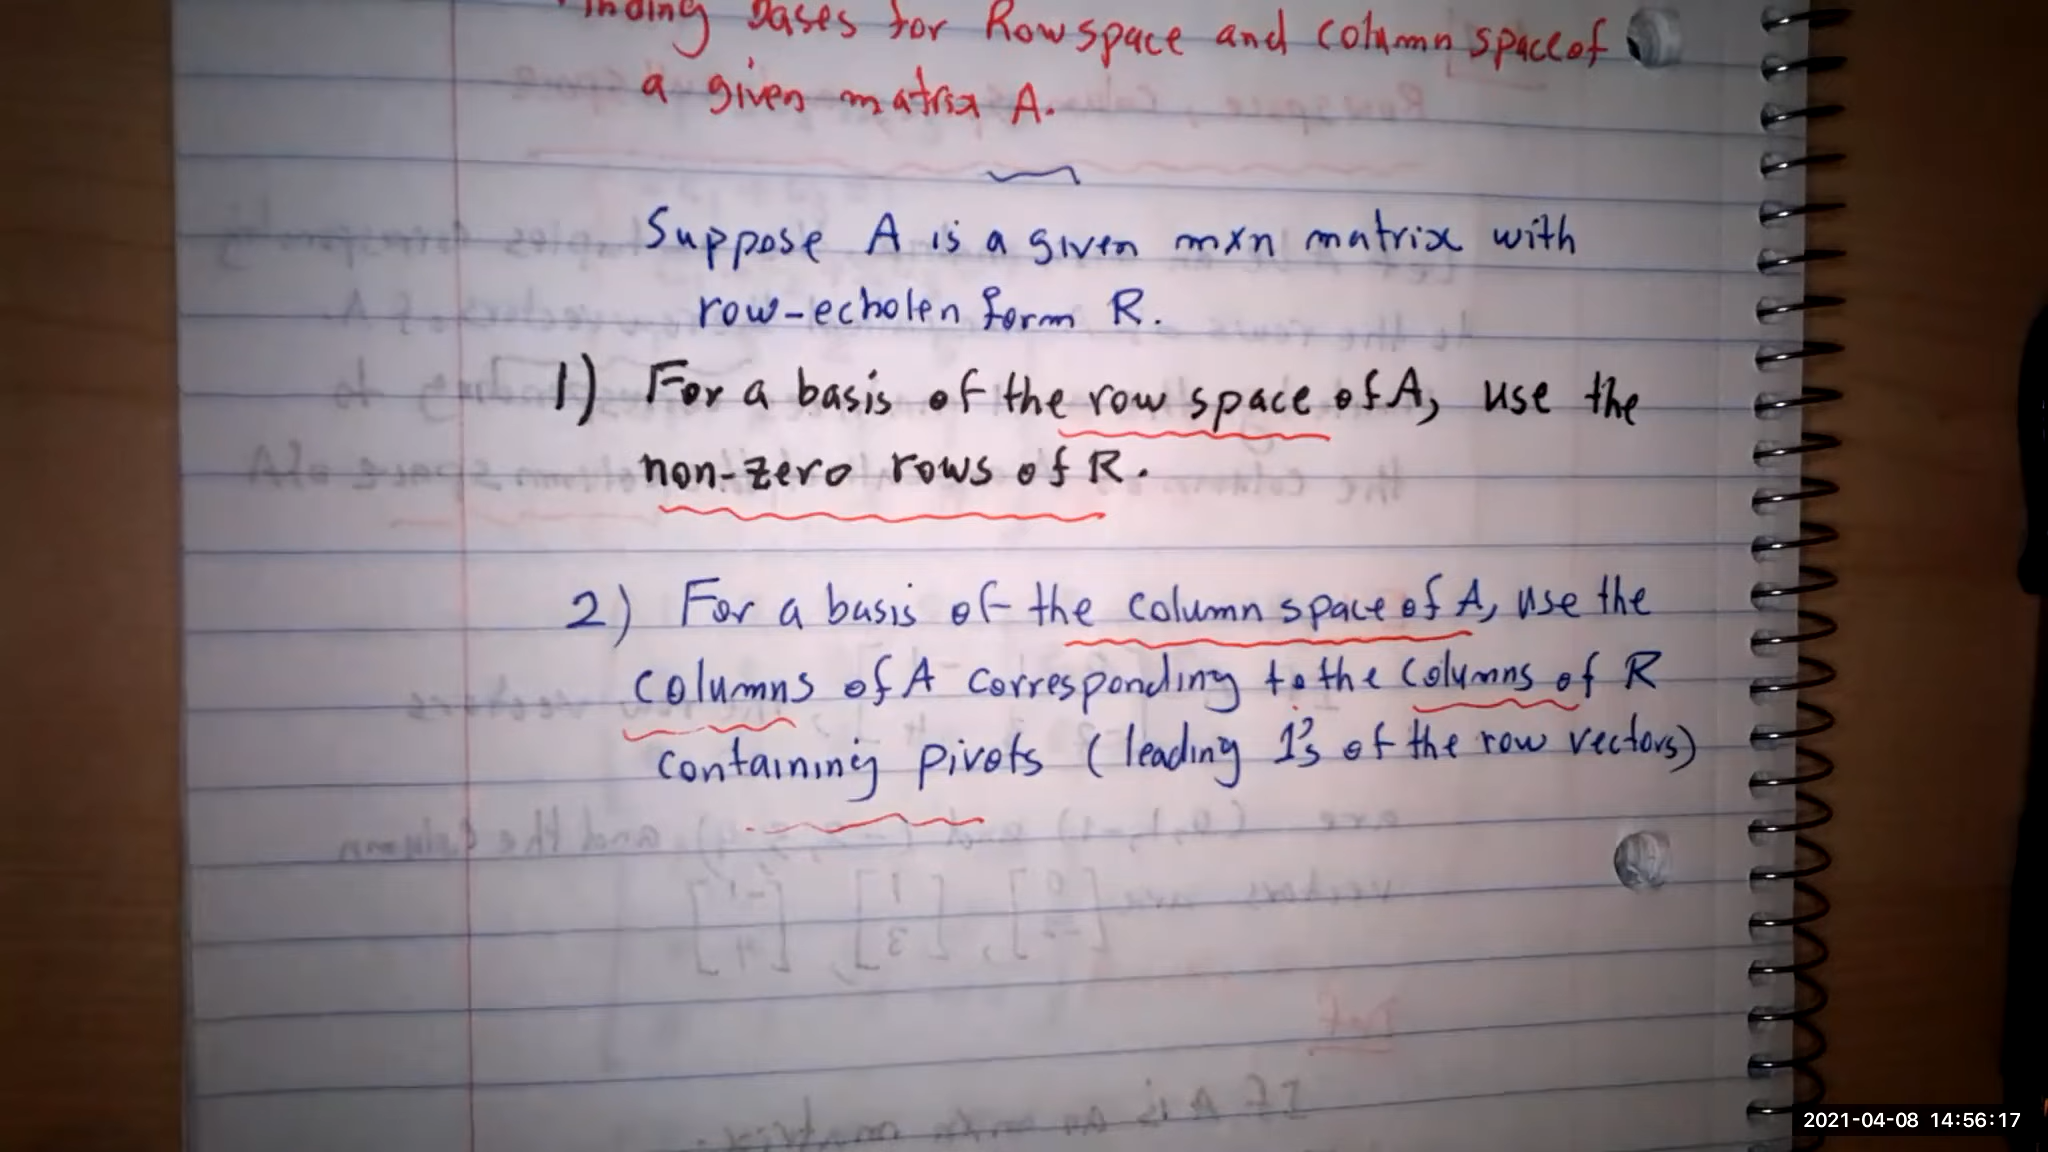 inding bases for Row space and column space of
a given matrix A.
Suppose A is a given mxn matrix with
row-echolen form R.
1) For a basis of the row space of A, use the
non-zero rows of R.
2) For a basis of the column space of A, use the
columns of A corresponding to the columns of R
containing pivots (leading 1's of the row vectors)
2021-04-08 14:56:17